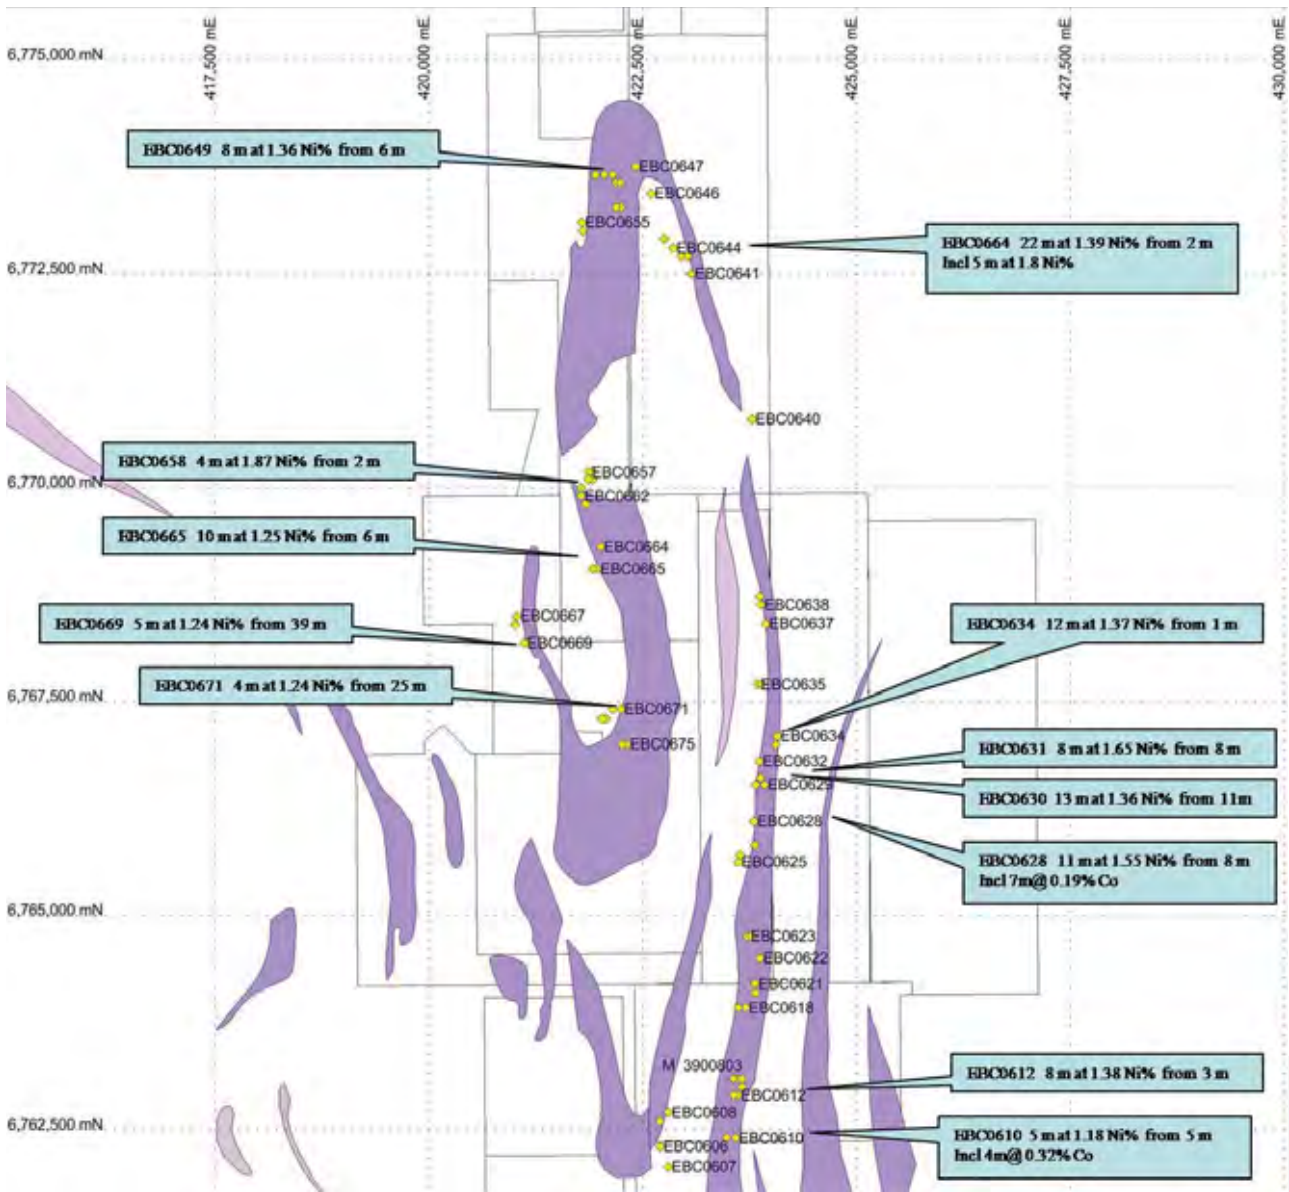 417,500 mE
420,000 mE
422,500 mE
425,000 mE
427,500 mE
430,000 mE
6,775,000 mN
EBC0649 8 m at 1.36 Ni% from 6 m
EBC0647
EBC0646
EBC0655
EBC0644
EBC0664 22 m at 1.39 Ni% from 2 m
Incl 5 m at 1.8 Ni%
6,772,500 mN
EBC0641
EBC0640
EBC0658 4 m at 1.87 Ni% from 2 m
EBC0657
6,770,000 mN
EBC0662
EBC0665 10 m at 1.25 Ni% from 6 m
EBC0664
EBC0665
EBC0638
EBC0667
EBC0669 5 m at 1.24 Ni% from 39 m
EBC0637
EBC0634 12 m at 1.37 Ni% from 1 m
EBC0669
EBC0671 4 m at 1.24 Ni% from 25 m
EBC0635
6,767,500 mN
EBC0671
EBC0634
EBC0675
EBC0631 8 m at 1.65 Ni% from 8 m
EBC0632
EBC0629
EBC0630 13 m at 1.36 Ni% from 11m
EBC0628
EBC0625
EBC0628 11 m at 1.55 Ni% from 8 m
Incl 7m@ 0.19% Co
6,765,000 mN
EBC0623
EBC0622
EBC0621
EBC0618
M 3900803
EBC0612 8 m at 1.38 Ni% from 3 m
EBC0612
EBC0608
6,762,500 mN
EBC0610
EBC0610 5 m at 1.18 Ni% from 5 m
Incl 4m@ 0.32% Co
EBC0606
EBC0607